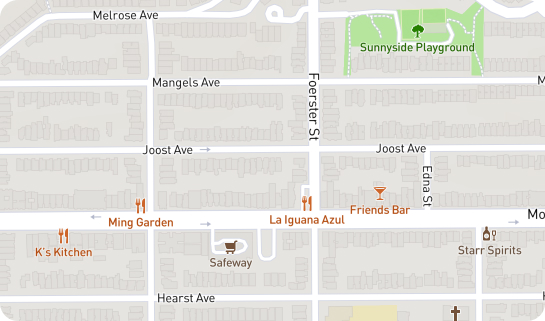 Melrose Ave
Sunnyside Playground
Mangels Ave
M
Foerster St
Joost Ave
Joost Ave
Edna St
Ming Garden
La Iguana Azul
Friends Bar
Mo
K's Kitchen
Safeway
Starr Spirits
Hearst Ave
H